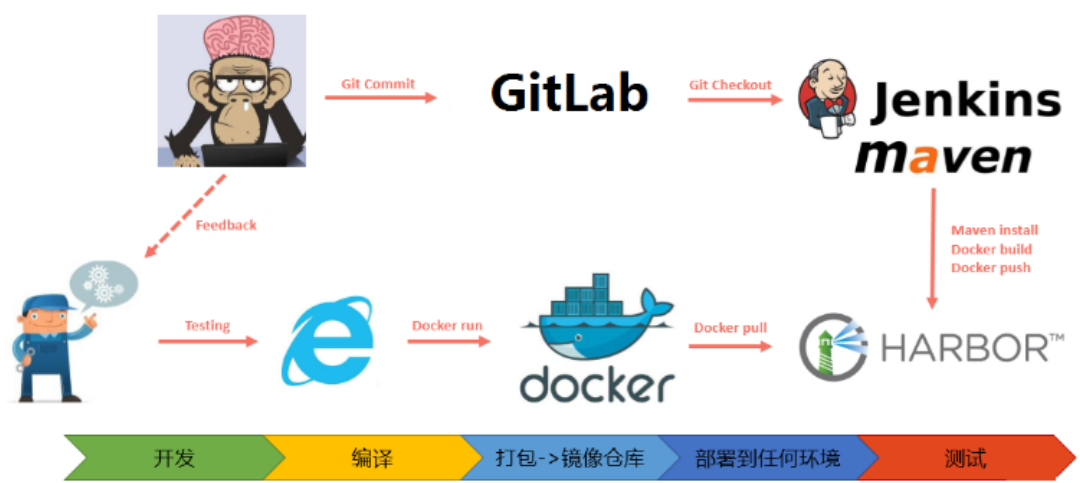 Git Commit
GitLab
Git Checkout
Jenkins
maven
Feedback
Maven install
Docker build
Docker push
Testing
Docker run
docker
Docker pull
HARBOR™
开发
编译
打包->镜像仓库
部署到任何环境
测试